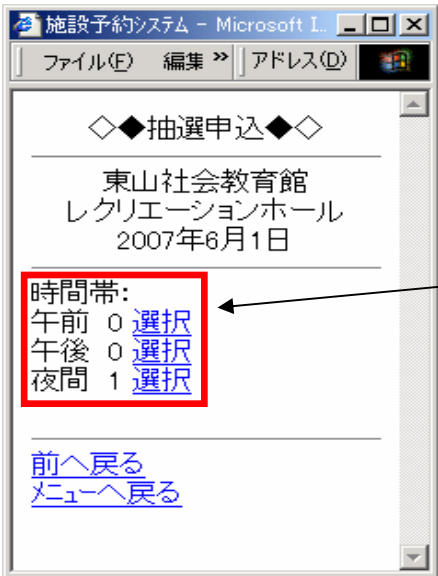 施設予約システム - Microsoft I...
ファイル(F) 編集 » アドレス(D)
◇◆抽選申込◆◇
東山社会教育館
レクリエーションホール
2007年6月1日
時間帯:
午前 0 選択
午後 0 選択
夜間 1 選択
前へ戻る
メニューへ戻る